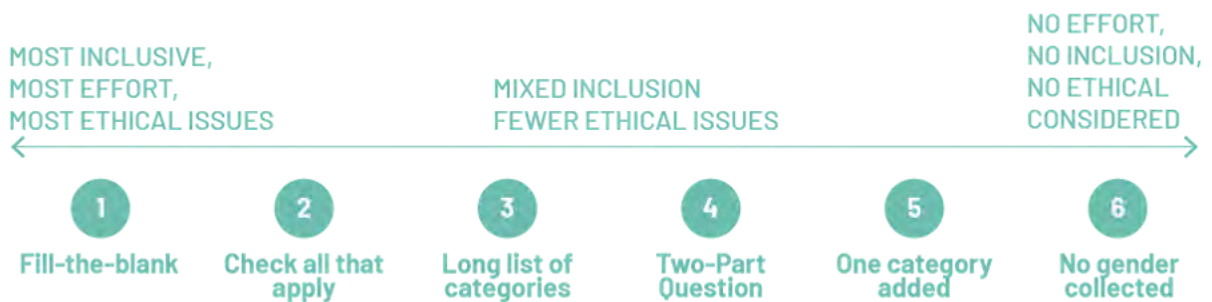 MOST INCLUSIVE,
MOST EFFORT,
MOST ETHICAL ISSUES
MIXED INCLUSION
FEWER ETHICAL ISSUES
NO EFFORT,
NO INCLUSION,
NO ETHICAL
CONSIDERED
1
Fill-the-blank
2
Check all that
apply
3
Long list of
categories
4
Two-Part
Question
5
One category
added
6
No gender
collected